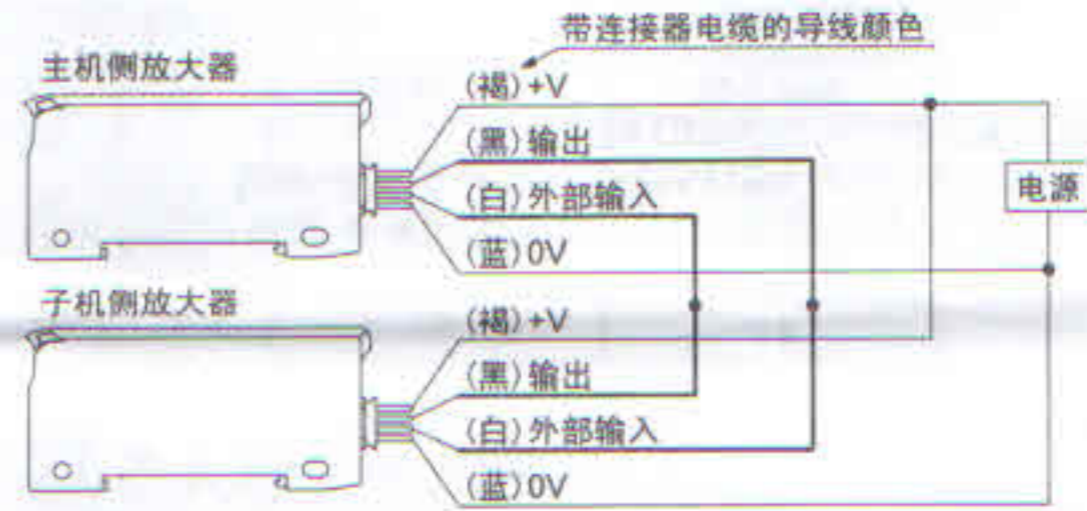 带连接器电缆的导线颜色
主机侧放大器
(褐)+V
(黑)输出
(白)外部输入
(蓝)0V
电源
子机侧放大器
(褐)+V
(黑)输出
(白)外部输入
(蓝)0V